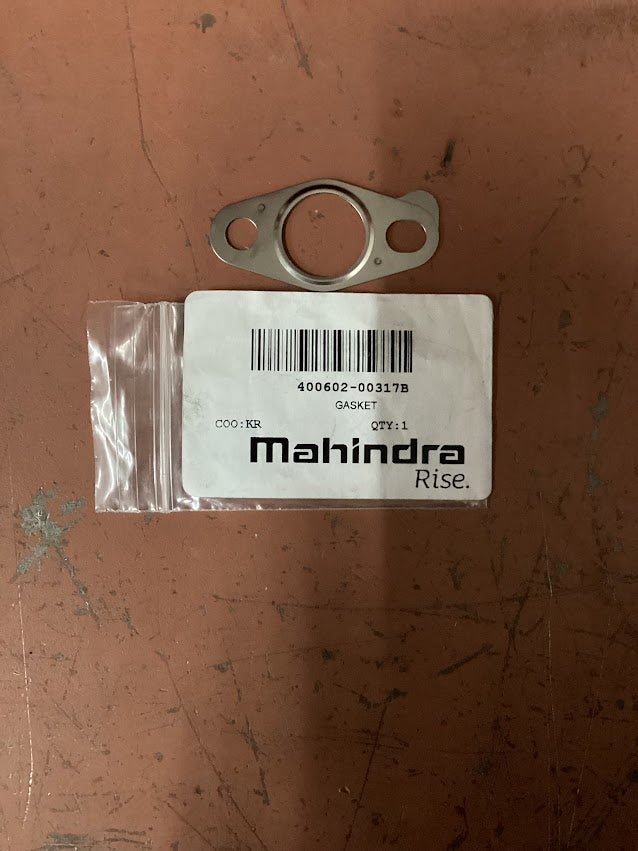 400602-00317B
GASKET
COO:KR QTY:1
Mahindra
Rise.